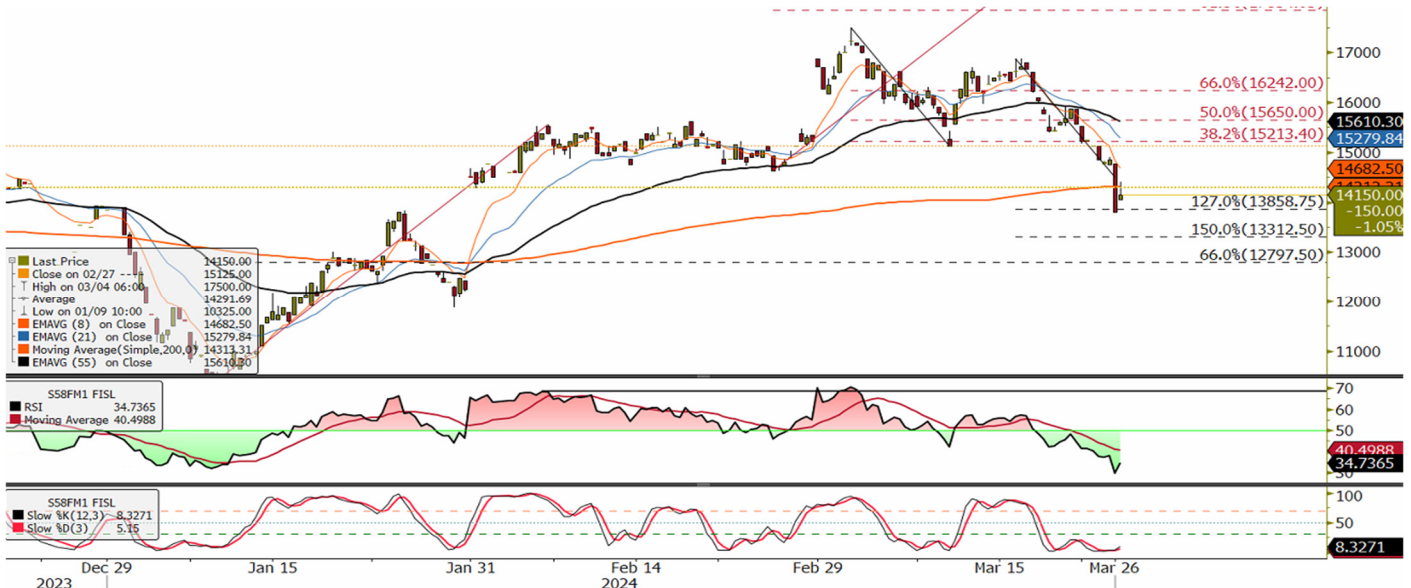 17000
66.0%(16242.00)
16000
50.0%(15650.00)
15610.30
38.2%(15213.40)
15279.84
15000
14682.50
14150.00
127.0%(13858.75)
-150.00
-1.05%
150.0%(13312.50)
13000
66.0%(12797.50)
12000
11000
Last Price 14150.00
Close on 02/27 ---- 15125.00
High on 03/04 06:00 17500.00
Average 14291.69
Low on 01/09 10:00 10325.00
EMAVG (8) on Close 14682.50
EMAVG (21) on Close 15279.84
Moving Average(Simple,200,0) 14313.31
EMAVG (55) on Close 15610.30
S58FM1 FISL
RSI 34.7365
Moving Average 40.4988
70
60
50
40.4988
34.7365
30
S58FM1 FISL
Slow %K(12,3) 8.3271
Slow %D(3) 5.15
100
50
8.3271
Dec 29 Jan 15 Jan 31 Feb 14 Feb 29 Mar 15 Mar 26
2023 2024